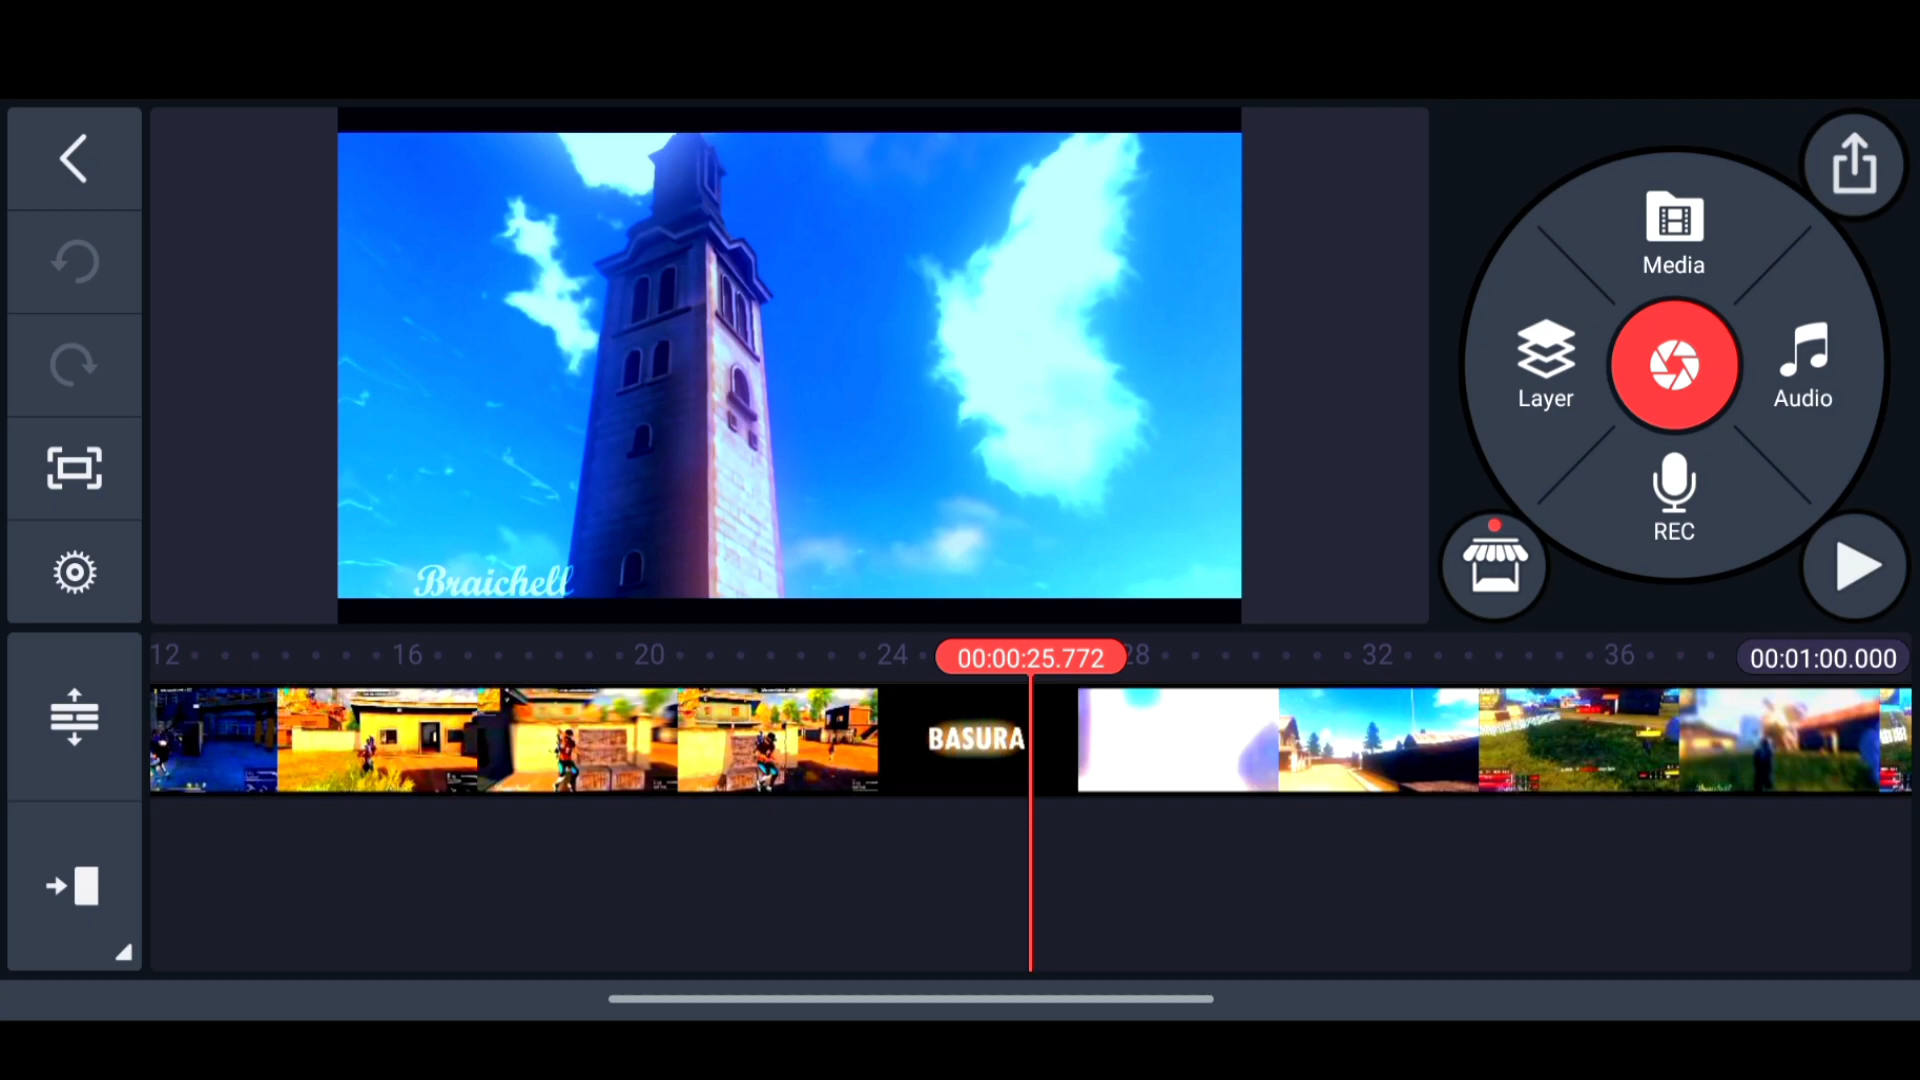 Media
Layer
Audio
REC
Braichell
12
16
20
24
00:00:25.772
28
32
36
00:01:00.000
BASURA